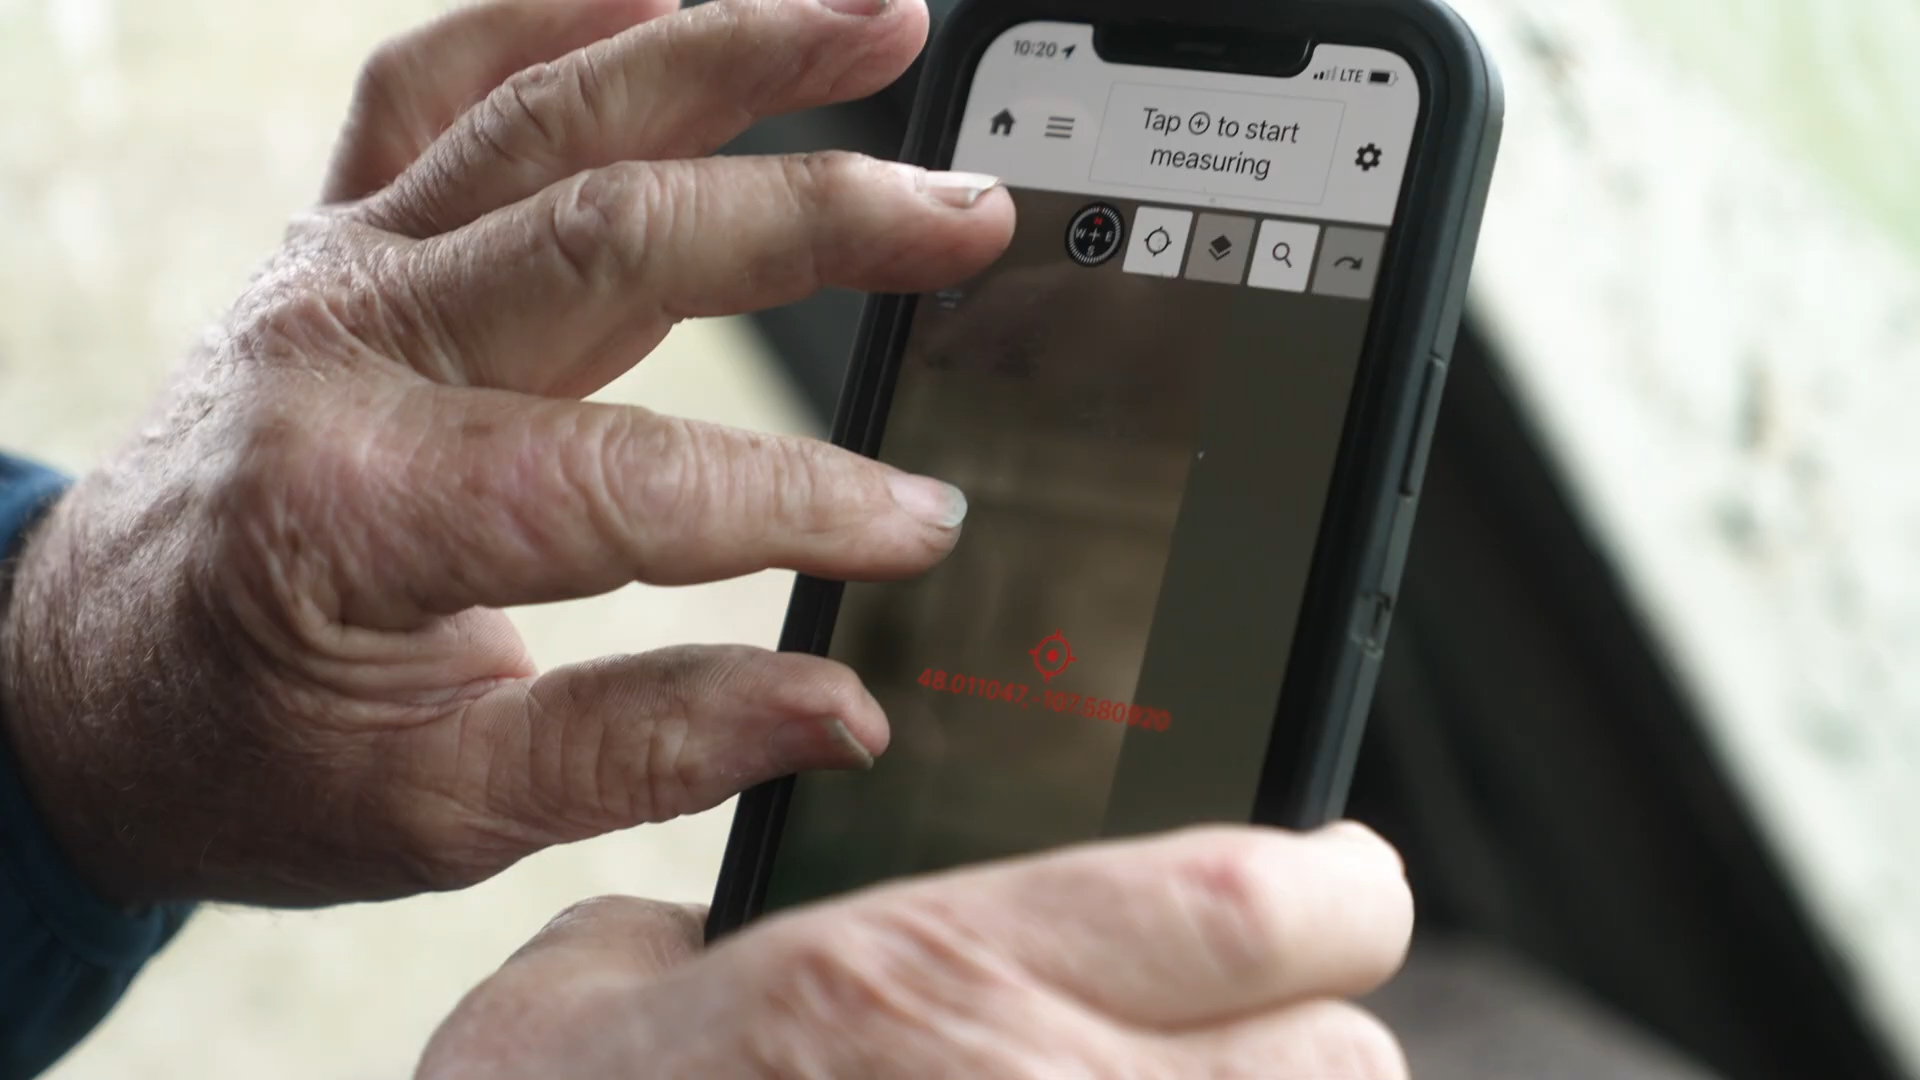 10:20
LTE
Tap ⊕ to start
measuring
N
W E
S
48.011047,-107.580920